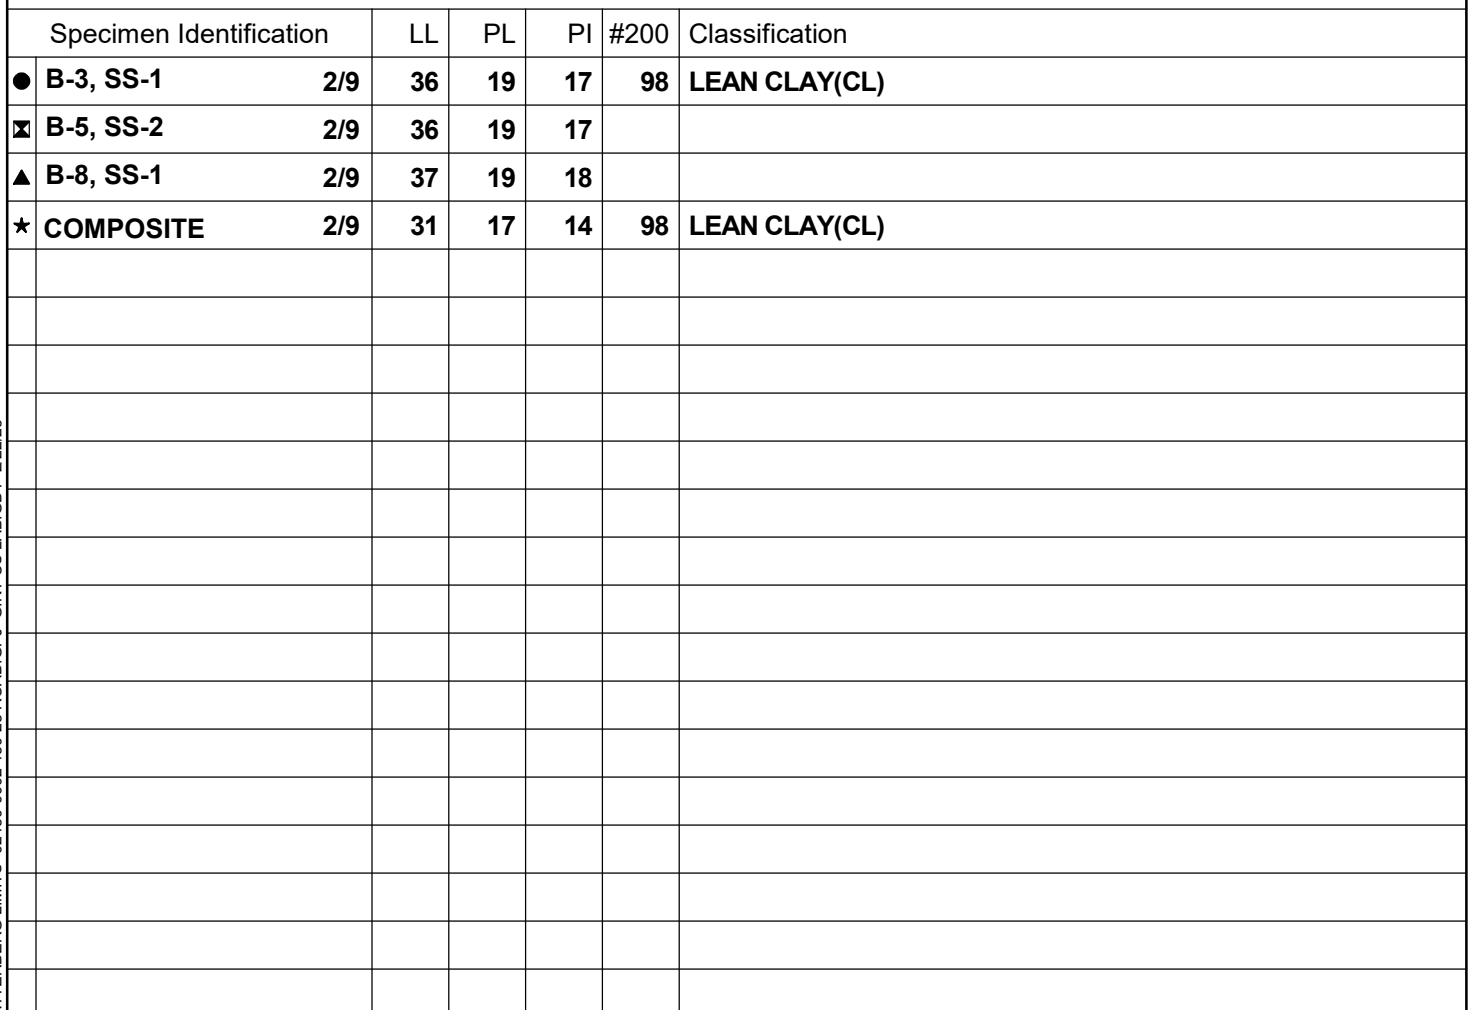 Specimen Identification LL PL PI #200 Classification
B-3, SS-1 2/9 36 19 17 98 LEAN CLAY(CL)
B-5, SS-2 2/9 36 19 17
B-8, SS-1 2/9 37 19 18
COMPOSITE 2/9 31 17 14 98 LEAN CLAY(CL)